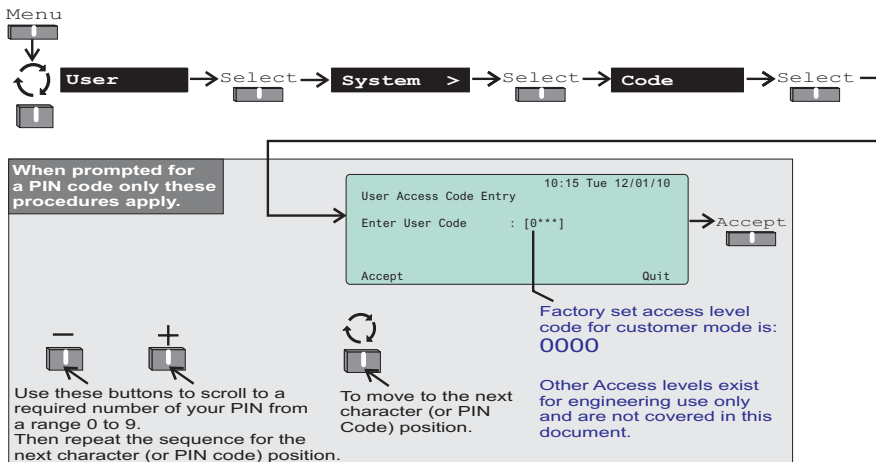 Menu
User
Select
System >
Select
Code
Select
When prompted for
a PIN code only these
procedures apply.
10:15 Tue 12/01/10
User Access Code Entry
Enter User Code : [0***]
Accept Quit
Accept
Factory set access level
code for customer mode is:
0000
Other Access levels exist
for engineering use only
and are not covered in this
document.
− +
Use these buttons to scroll to a
required number of your PIN from
a range 0 to 9.
Then repeat the sequence for the
next character (or PIN code) position.
To move to the next
character (or PIN
Code) position.